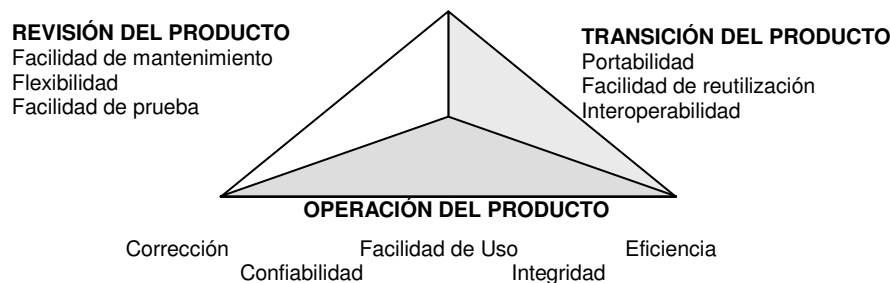 REVISIÓN DEL PRODUCTO
Facilidad de mantenimiento
Flexibilidad
Facilidad de prueba
TRANSICIÓN DEL PRODUCTO
Portabilidad
Facilidad de reutilización
Interoperabilidad
OPERACIÓN DEL PRODUCTO
Corrección Facilidad de Uso Eficiencia
Confiabilidad Integridad